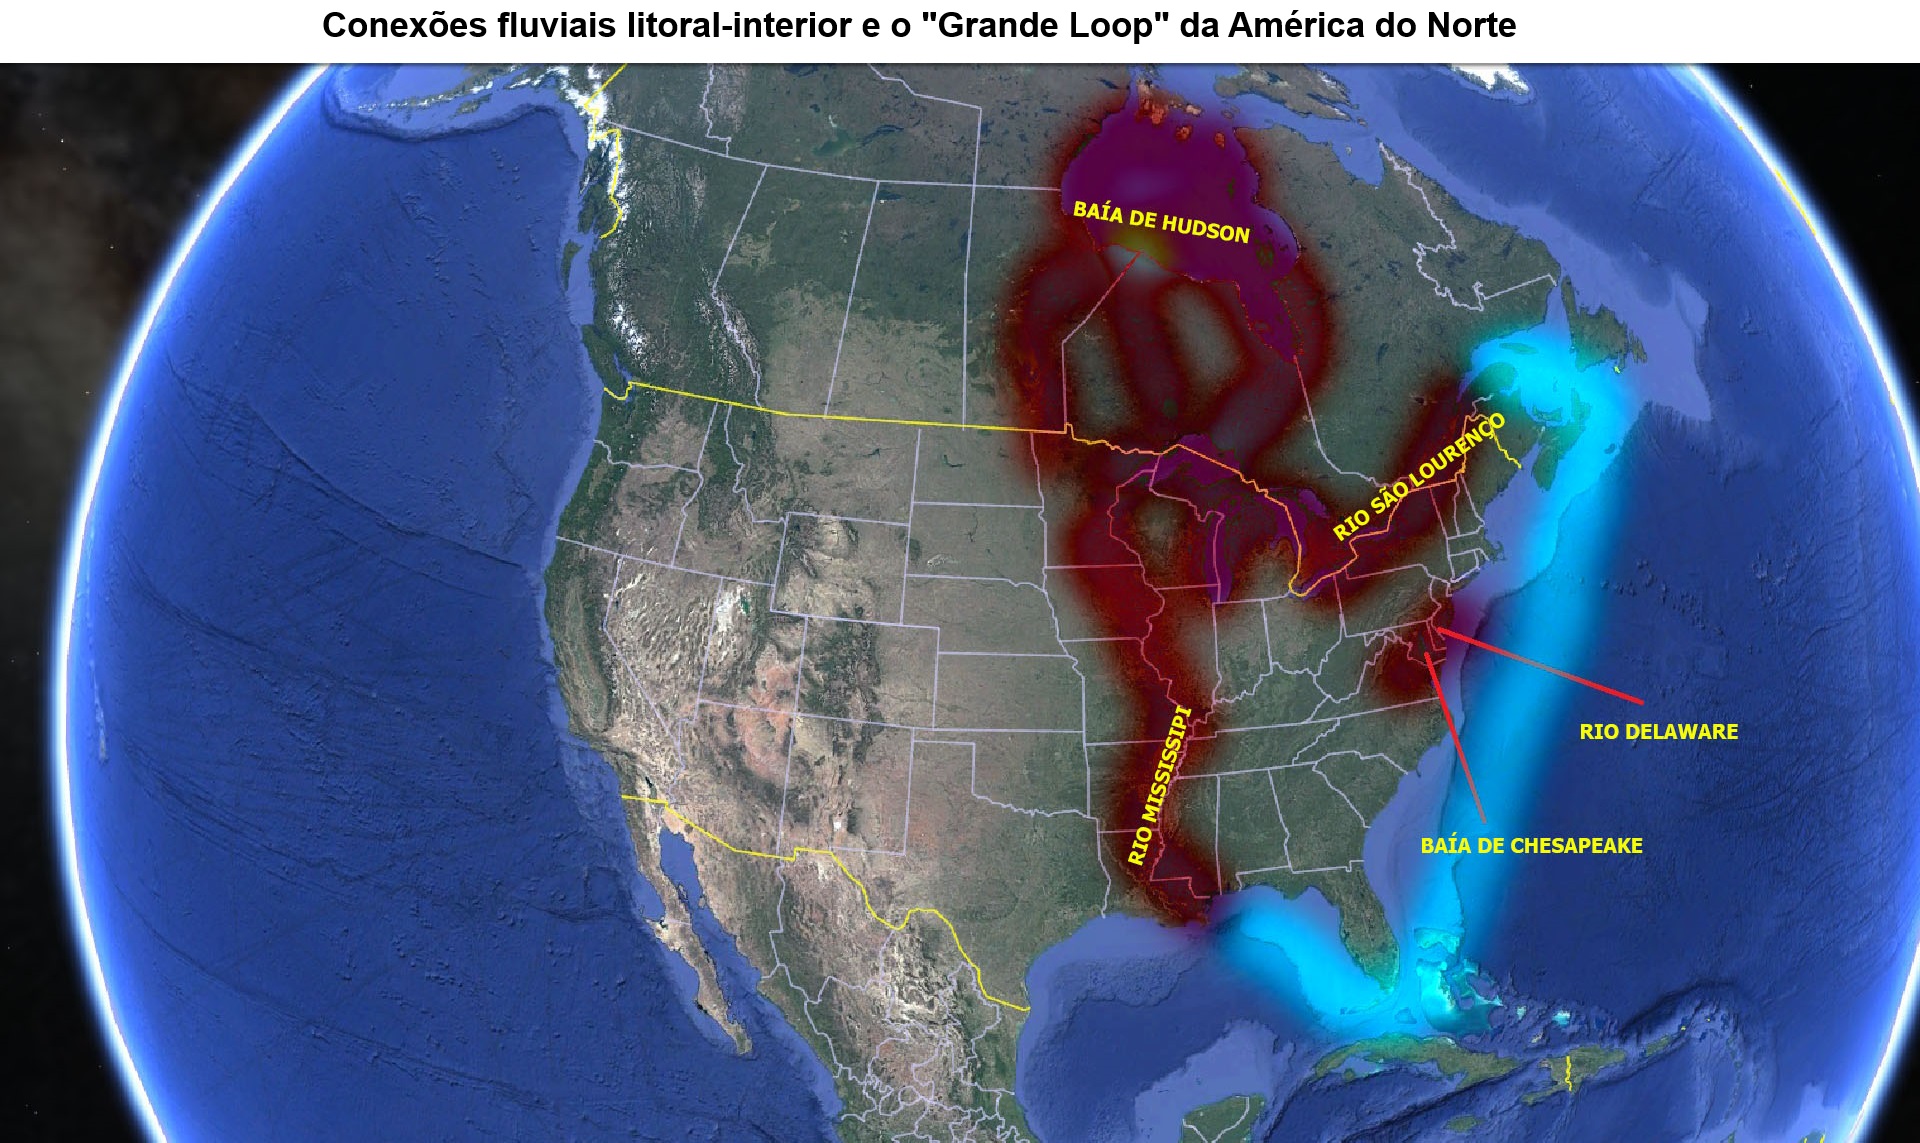 Conexões fluviais litoral-interior e o "Grande Loop" da América do Norte
BAÍA DE HUDSON
RIO SÃO LOURENÇO
RIO MISSISSIPI
RIO DELAWARE
BAÍA DE CHESAPEAKE